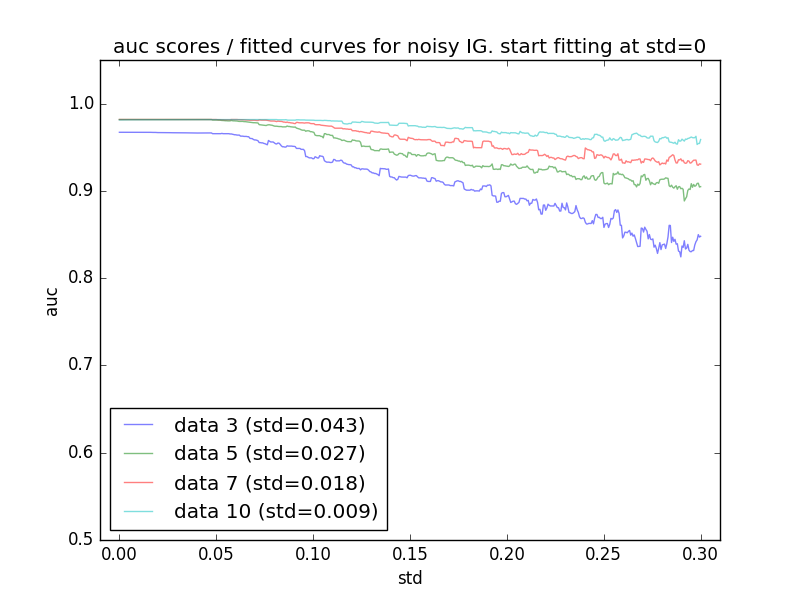 auc scores / fitted curves for noisy IG. start fitting at std=0
1.0
0.9
0.8
0.7
0.6
0.5
auc
data 3 (std=0.043)
data 5 (std=0.027)
data 7 (std=0.018)
data 10 (std=0.009)
0.00 0.05 0.10 0.15 0.20 0.25 0.30
std